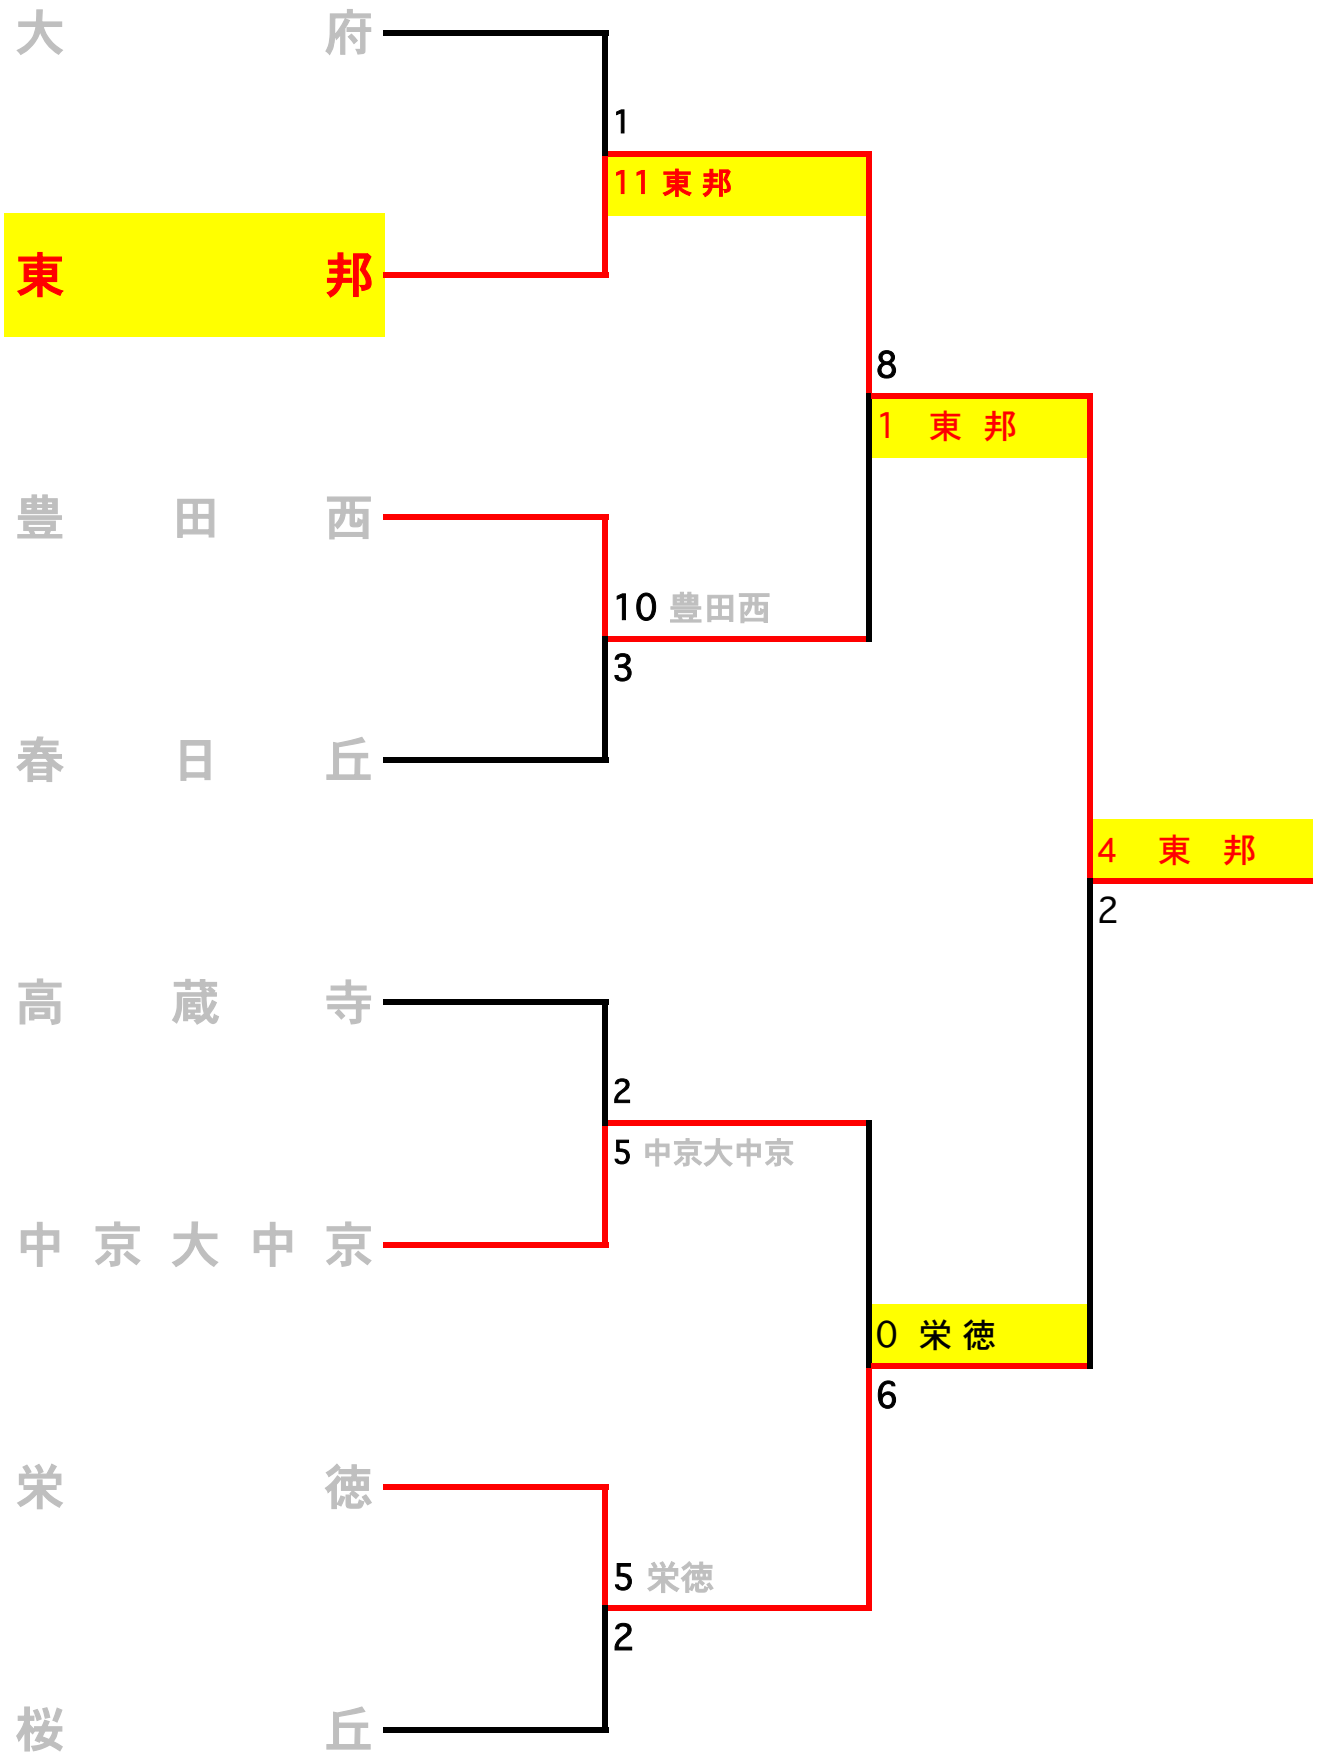 大府
1
11 東邦
東邦
8
1 東邦
豊田西
10 豊田西
3
春日丘
4 東邦
2
高蔵寺
2
5 中京大中京
中京大中京
0 栄徳
6
栄徳
5 栄徳
2
桜丘